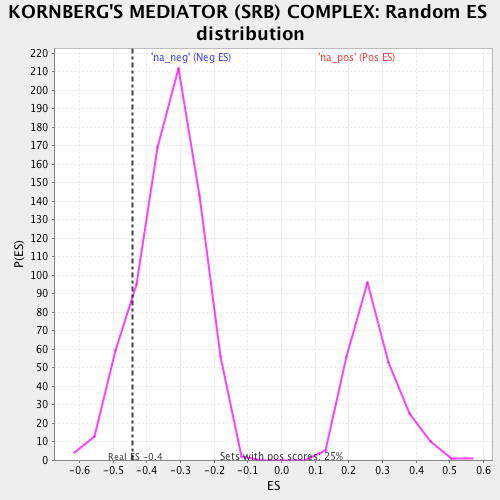 KORNBERG'S MEDIATOR (SRB) COMPLEX: Random ES
distribution
'na_neg' (Neg ES)
'na_pos' (Pos ES)
220
210
200
190
180
170
160
150
140
130
120
110
100
90
80
70
60
50
40
30
20
10
0
P(ES)
Real ES -0.4
Sets with pos scores: 25%
-0.6 -0.5 -0.4 -0.3 -0.2 -0.1 0.0 0.1 0.2 0.3 0.4 0.5 0.6
ES